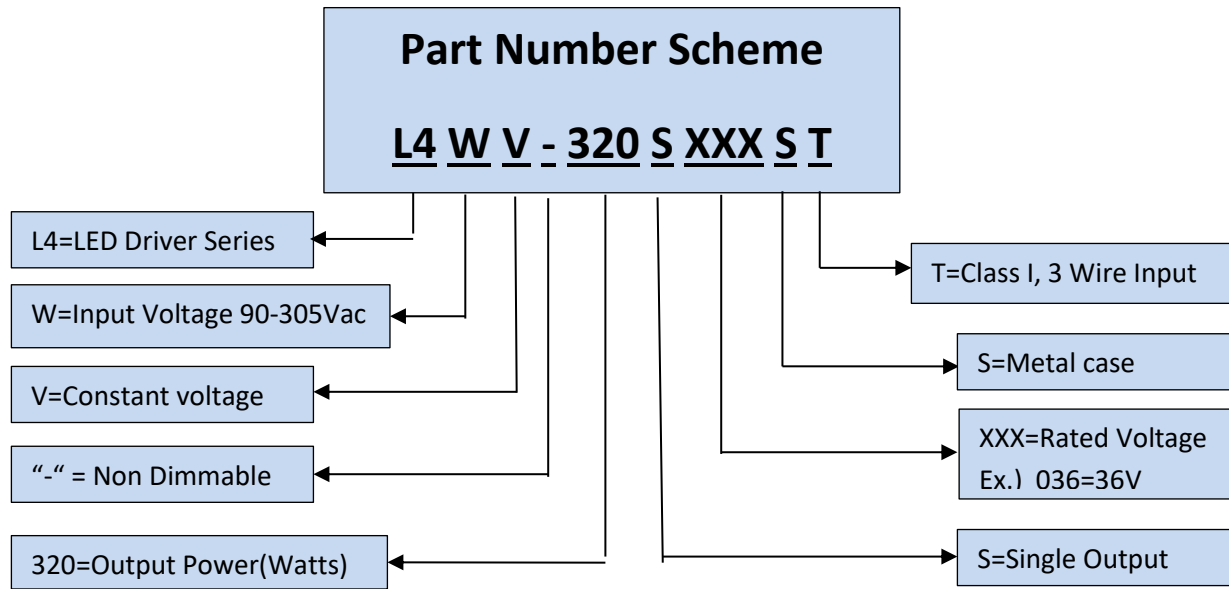 Part Number Scheme
L4 W V - 320 S XXX S T
L4=LED Driver Series
W=Input Voltage 90-305Vac
V=Constant voltage
“-“ = Non Dimmable
320=Output Power(Watts)
T=Class I, 3 Wire Input
S=Metal case
XXX=Rated Voltage
Ex.) 036=36V
S=Single Output